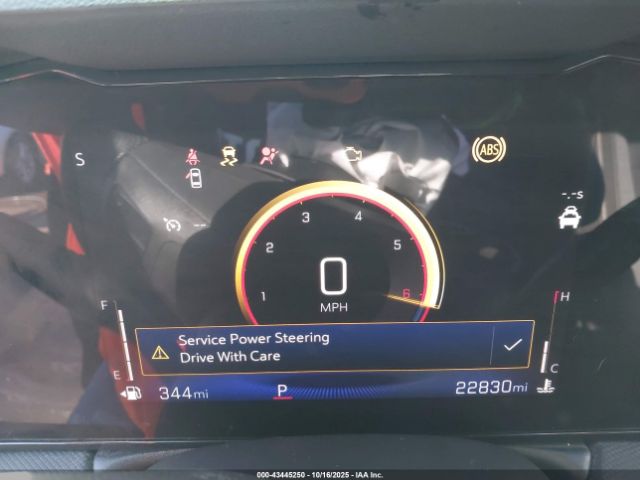 S
ABS
-.-s
--
1
2
3
4
5
6
0
MPH
F
E
H
C
Service Power Steering
Drive With Care
344mi
P
22830mi
000-43445250 - 10/16/2025 - IAA Inc.